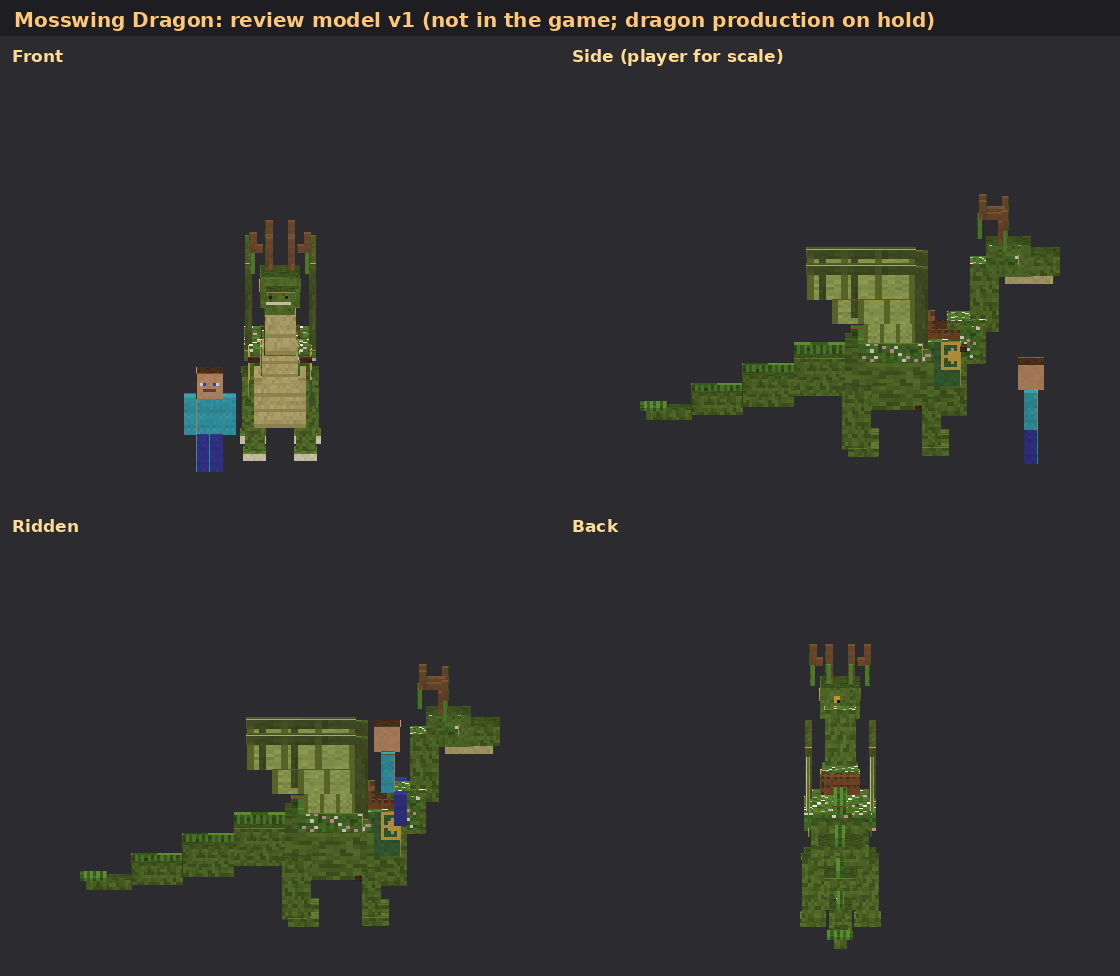 Mosswing Dragon: review model v1 (not in the game; dragon production on hold)
Front
Side (player for scale)
Ridden
Back